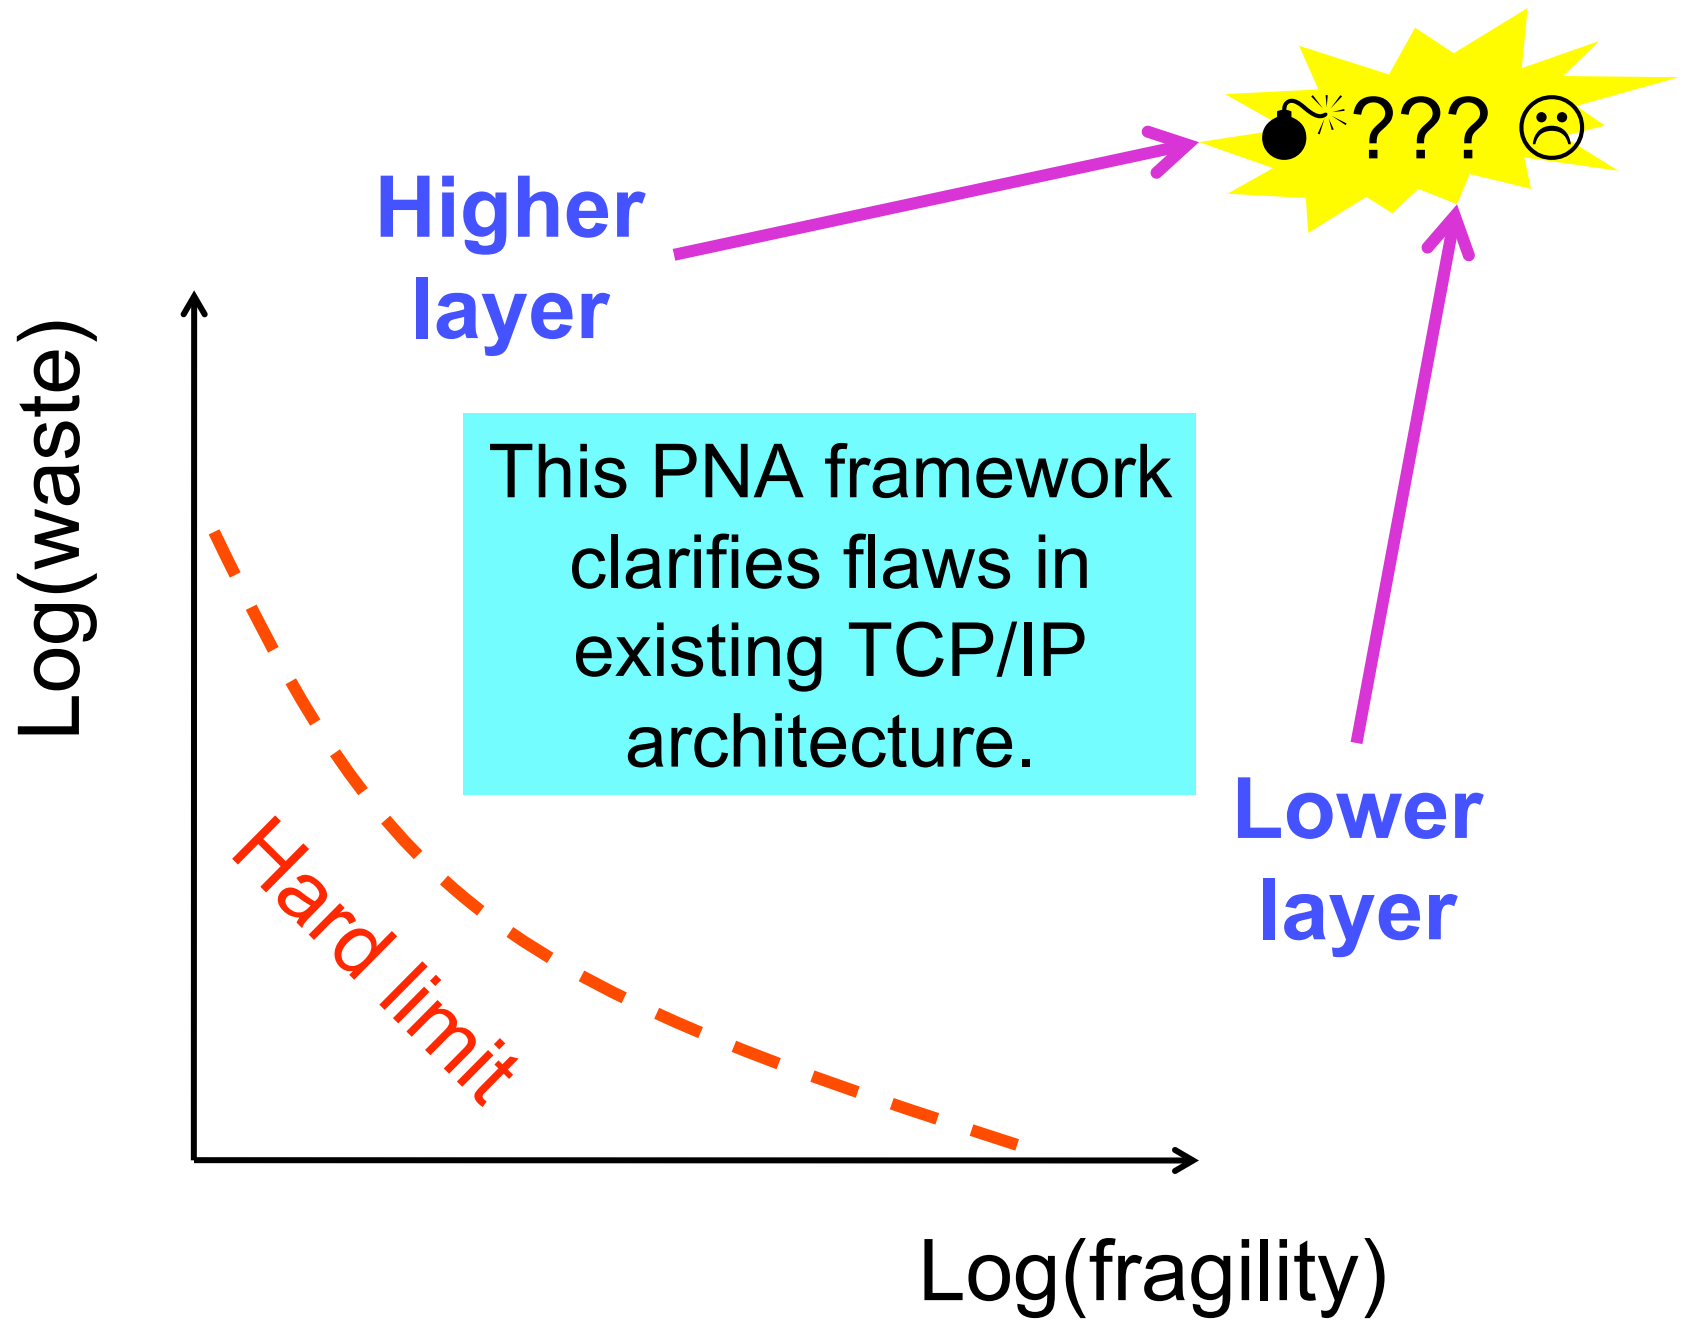 💣??? ☹
Higher
layer
Log(waste)
This PNA framework
clarifies flaws in
existing TCP/IP
architecture.
Lower
layer
Hard limit
Log(fragility)